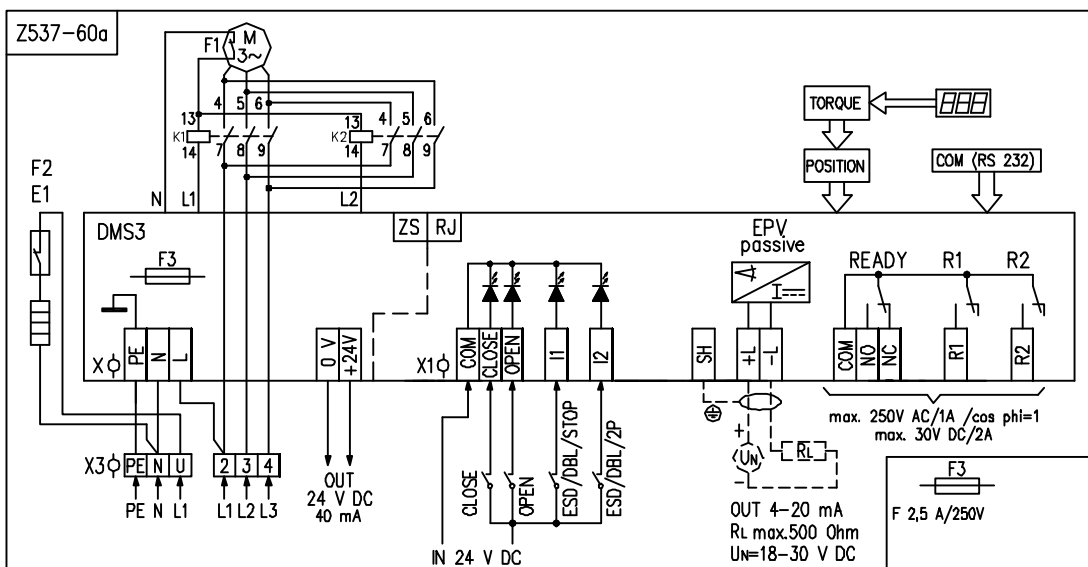 Z537-60a
F1
M
3~
4 5 6
13
K1
14
7 8 9
13
K2
14
4 5 6
7 8 9
TORQUE
POSITION
COM (RS 232)
F2
E1
N
L1
L2
DMS3
ZS
RJ
F3
EPV
passive
READY
R1
R2
X
PE
N
L
0 V
+24V
X1
COM
CLOSE
OPEN
I1
I2
SH
+L
-L
COM
NO
NC
R1
R2
max. 250V AC/1A /cos phi=1
max. 30V DC/2A
X3
PE N U
2 3 4
PE N L1
L1 L2 L3
OUT
24 V DC
40 mA
CLOSE
OPEN
ESD/DBL/STOP
ESD/DBL/2P
IN 24 V DC
+
UN
-
RL
OUT 4-20 mA
RL max.500 Ohm
UN=18-30 V DC
F3
F 2,5 A/250V